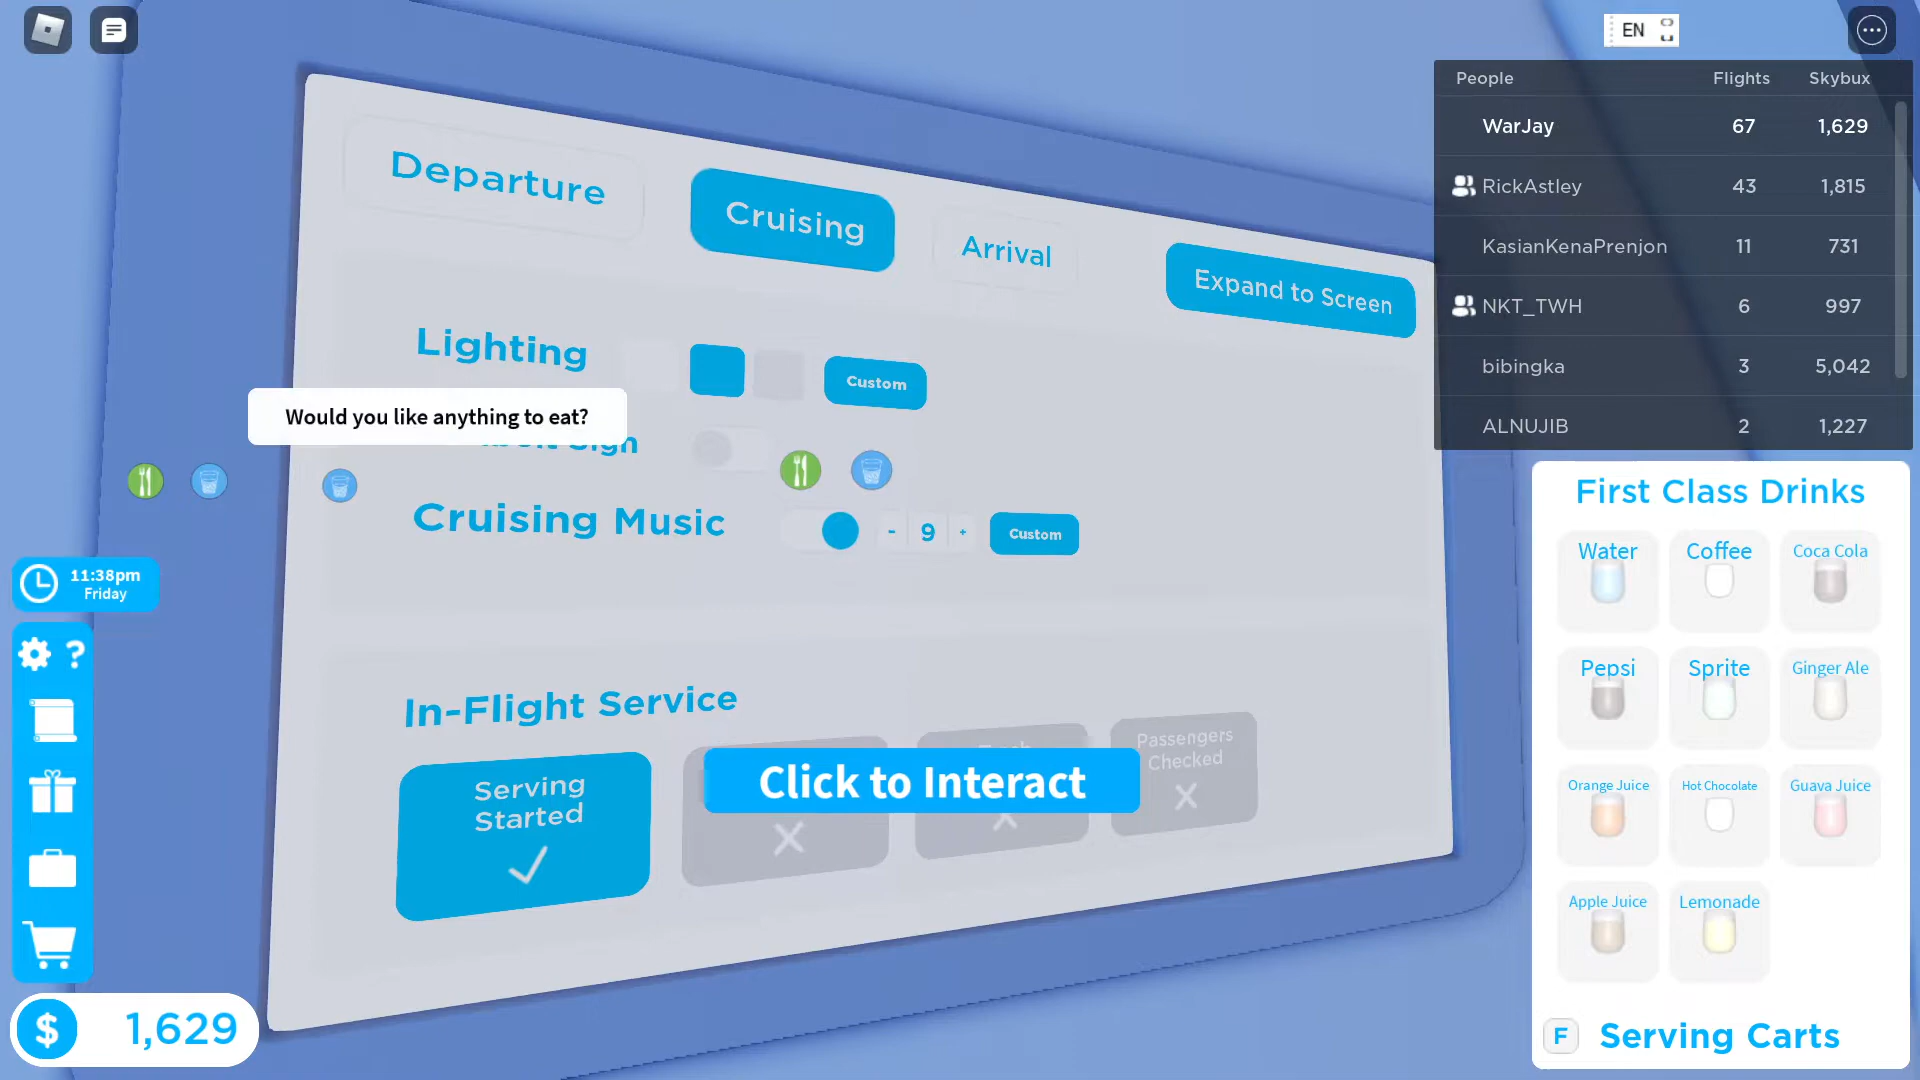 EN
People Flights Skybux
WarJay 67 1,629
RickAstley 43 1,815
KasianKenaPrenjon 11 731
NKT_TWH 6 997
bibingka 3 5,042
ALNUJIB 2 1,227
Departure
Cruising
Arrival
Expand to Screen
Lighting
Custom
Would you like anything to eat?
Sign
Cruising Music
- 9 +
Custom
11:38pm
Friday
?
In-Flight Service
Serving
Started
Passengers
Checked
Click to Interact
$ 1,629
First Class Drinks
Water Coffee Coca Cola
Pepsi Sprite Ginger Ale
Orange Juice Hot Chocolate Guava Juice
Apple Juice Lemonade
F Serving Carts